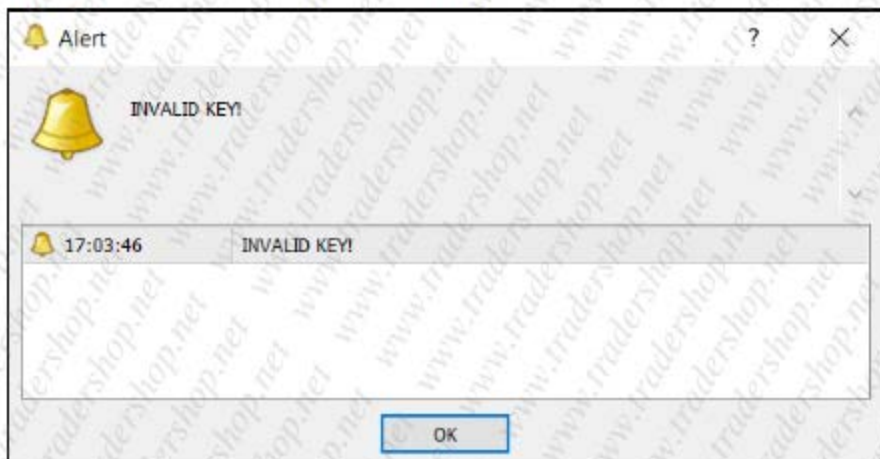 Alert ?
INVALID KEY!
17:03:46 INVALID KEY!
OK
www.tradershop.net